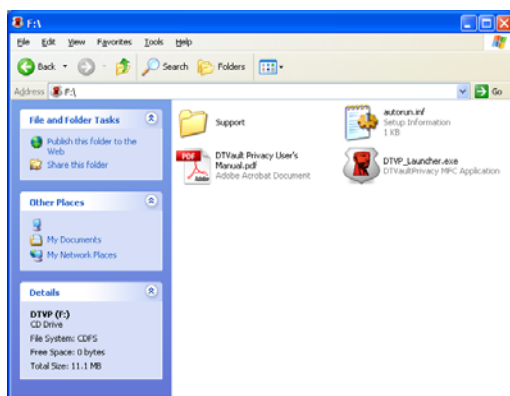 F:\
File Edit View Favorites Tools Help
Back Search Folders
Address F:\ Go
File and Folder Tasks
Publish this folder to the
Web
Share this folder
Other Places
My Documents
My Network Places
Details
DTVP (F:)
CD Drive
File System: CDFS
Free Space: 0 bytes
Total Size: 11.1 MB
Support
autorun.inf
Setup Information
1 KB
PDF
Adobe
DTVault Privacy User's
Manual.pdf
Adobe Acrobat Document
DTVP_Launcher.exe
DTVaultPrivacy MFC Application